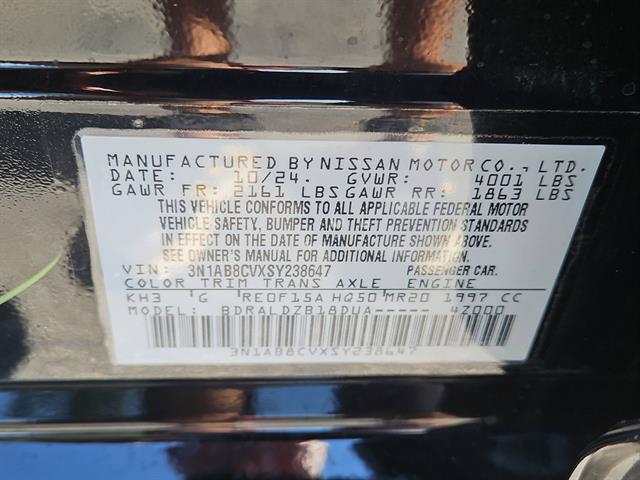 MANUFACTURED BY NISSAN MOTOR CO., LTD.
DATE: 10/24. GVWR: 4001 LBS
GAWR FR: 2161 LBS GAWR RR: 1863 LBS
THIS VEHICLE CONFORMS TO ALL APPLICABLE FEDERAL MOTOR
VEHICLE SAFETY, BUMPER AND THEFT PREVENTION STANDARDS
IN EFFECT ON THE DATE OF MANUFACTURE SHOWN ABOVE.
SEE OWNER'S MANUAL FOR ADDITIONAL INFORMATION
VIN: 3N1AB8CVXSY238647 PASSENGER CAR.
COLOR TRIM TRANS AXLE ENGINE
KH3 G RE0F15A HQ50 MR20 1997 CC
MODEL: BDRALDZB18DUA----- 4Z000
3N1AB8CVXSY238647